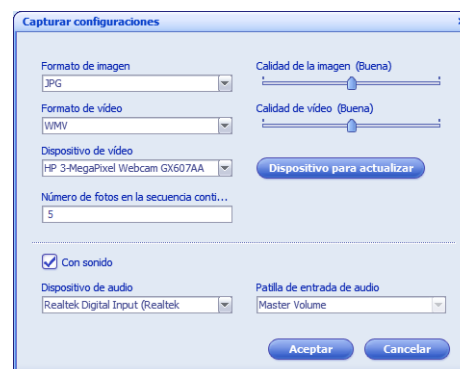 Capturar configuraciones
Formato de imagen
JPG
Calidad de la imagen (Buena)
Formato de vídeo
WMV
Calidad de vídeo (Buena)
Dispositivo de vídeo
HP 3-MegaPixel Webcam GX607AA
Dispositivo para actualizar
Número de fotos en la secuencia conti...
5
Con sonido
Dispositivo de audio
Realtek Digital Input (Realtek
Patilla de entrada de audio
Master Volume
Aceptar
Cancelar